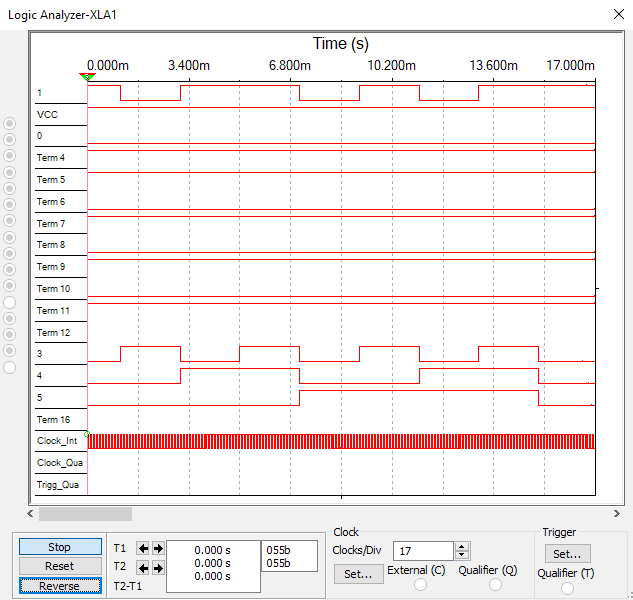 Logic Analyzer-XLA1
Time (s)
0.000m 3.400m 6.800m 10.200m 13.600m 17.000m
1
VCC
0
Term 4
Term 5
Term 6
Term 7
Term 8
Term 9
Term 10
Term 11
Term 12
3
4
5
Term 16
Clock_Int
Clock_Qua
Trigg_Qua
Stop
Reset
Reverse
T1
T2
T2-T1
0.000 s
0.000 s
0.000 s
055b
055b
Clock
Clocks/Div 17
Set... External (C) Qualifier (Q)
Trigger
Set...
Qualifier (T)